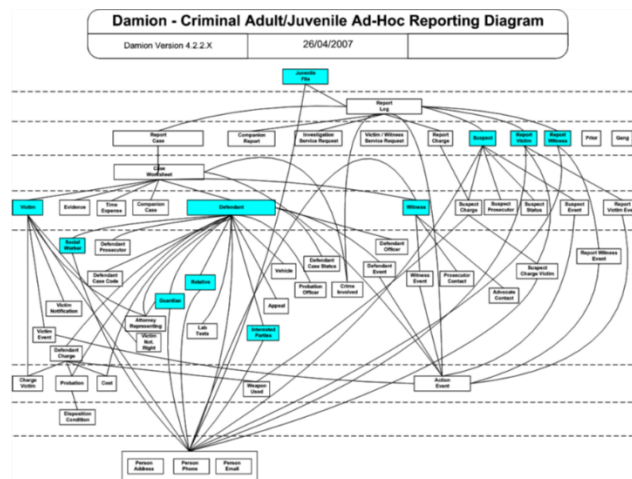 Damion - Criminal Adult/Juvenile Ad-Hoc Reporting Diagram
Damion Version 4.2.2.X
26/04/2007
Juvenile
File
Report
Log
Report
Case
Companion
Report
Investigation
Service Request
Victim / Witness
Service Request
Report
Charge
Suspect
Report
Victim
Report
Witness
Prior
Gang
Case
Worksheet
Victim
Evidence
Time
Expense
Companion
Case
Defendant
Witness
Suspect
Charge
Suspect
Prosecutor
Suspect
Status
Suspect
Event
Report
Victim Event
Social
Worker
Defendant
Prosecutor
Defendant
Officer
Defendant
Case Status
Defendant
Event
Report Witness
Event
Vehicle
Defendant
Case Code
Relative
Probation
Officer
Crime
Involved
Witness
Event
Prosecutor
Contact
Suspect
Charge Victim
Guardian
Advocate
Contact
Appeal
Victim
Notification
Attorney
Representing
Lab
Tests
Interested
Parties
Victim
Event
Victim
Not.
Right
Defendant
Charge
Charge
Victim
Probation
Cost
Weapon
Used
Action
Event
Disposition
Condition
Person
Address
Person
Phone
Person
Email